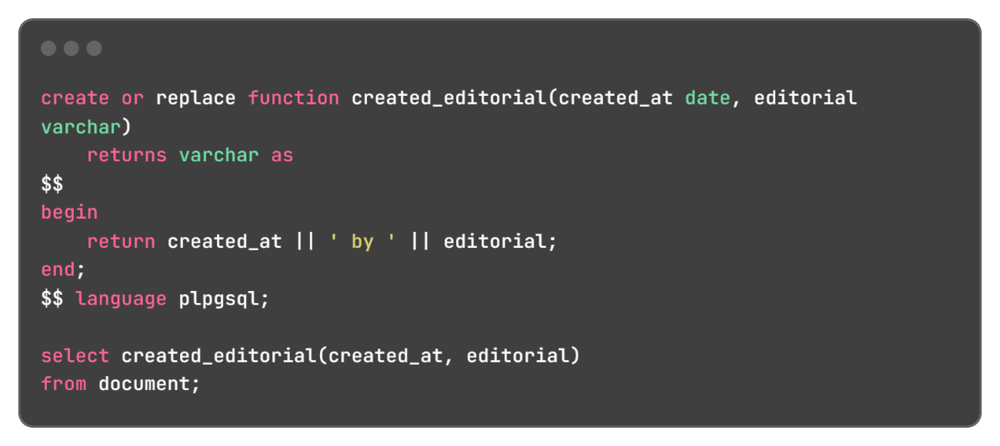 create or replace function created_editorial(created_at date, editorial
varchar)
    returns varchar as
$$
begin
    return created_at || ' by ' || editorial;
end;
$$ language plpgsql;

select created_editorial(created_at, editorial)
from document;